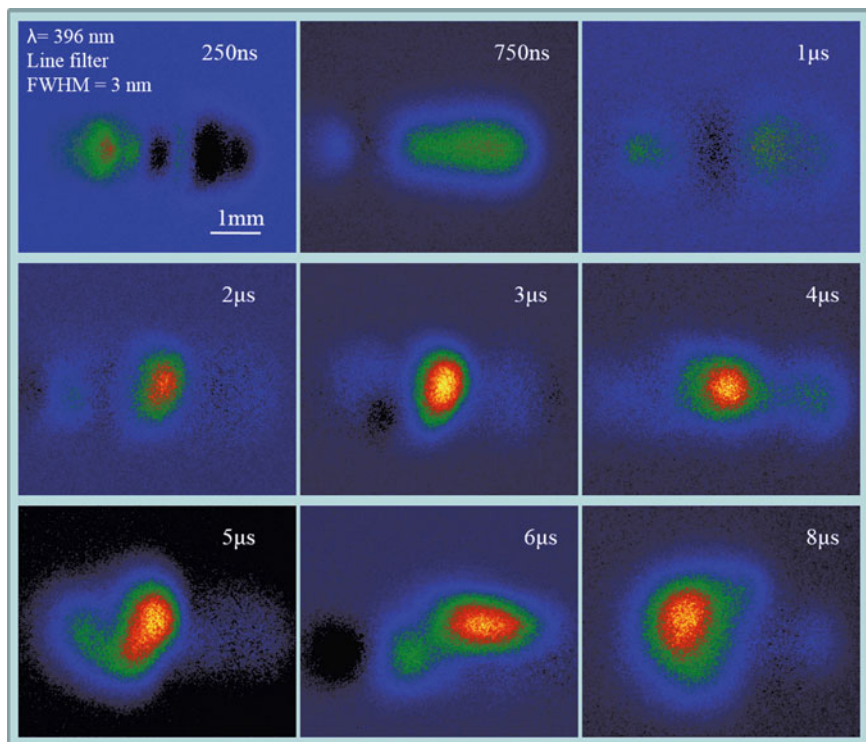 λ= 396 nm
Line filter
FWHM = 3 nm
250ns
1mm
750ns
1µs
2µs
3µs
4µs
5µs
6µs
8µs